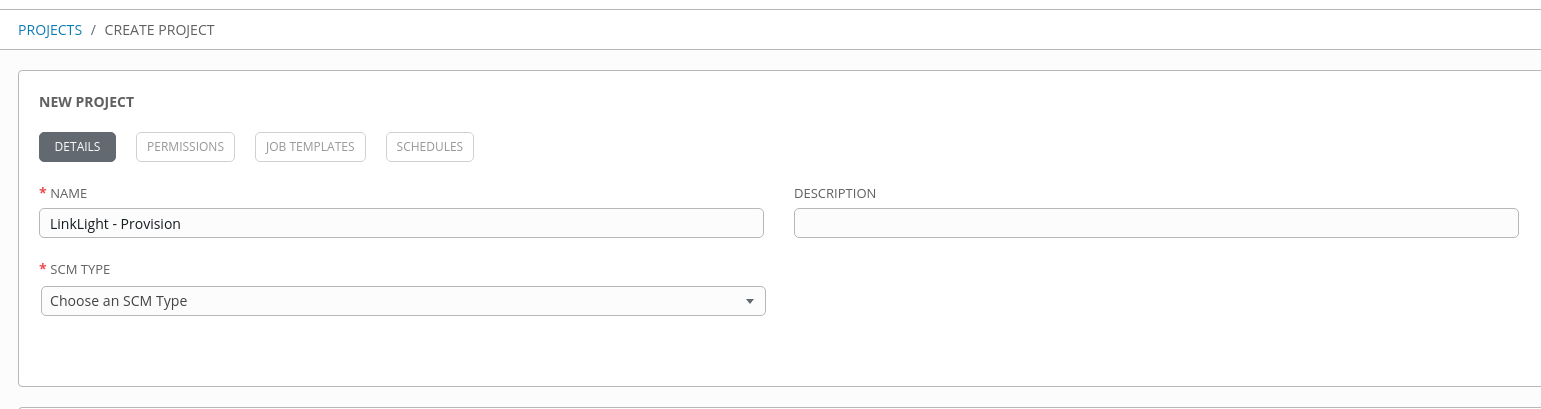 PROJECTS / CREATE PROJECT
NEW PROJECT
DETAILS PERMISSIONS JOB TEMPLATES SCHEDULES
* NAME DESCRIPTION
LinkLight - Provision
* SCM TYPE
Choose an SCM Type